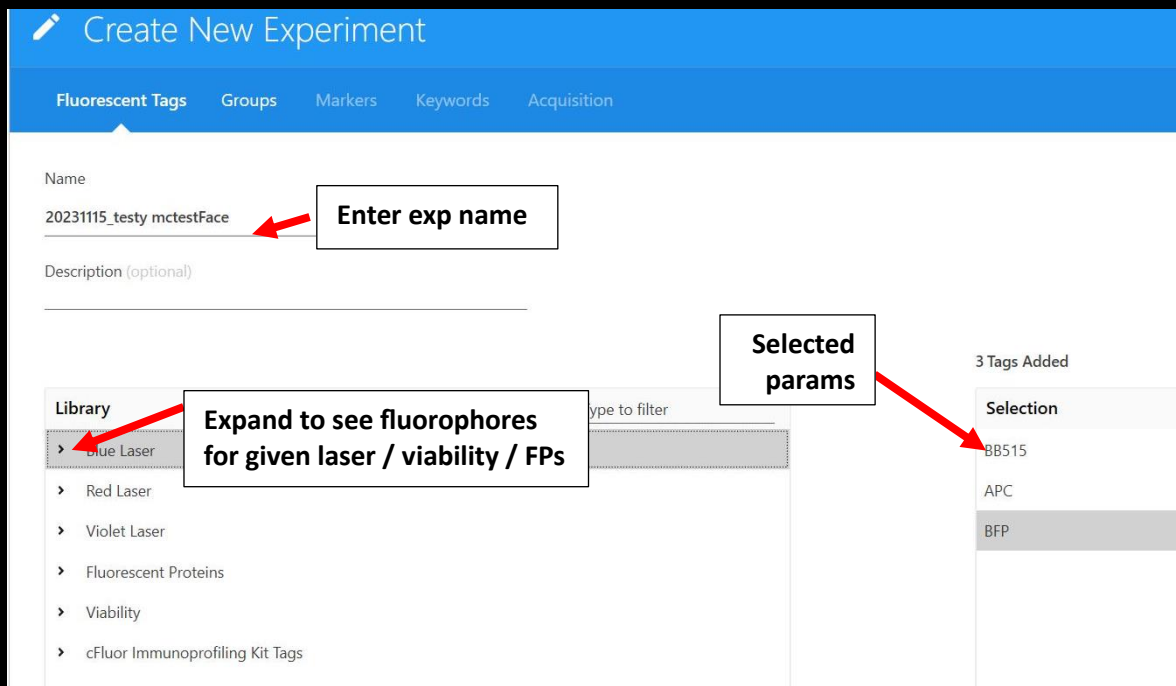 Create New Experiment
Fluorescent Tags Groups Markers Keywords Acquisition
Name
20231115_testy mctestFace
Enter exp name
Description (optional)
Selected
params
3 Tags Added
Library
Type to filter
Selection
Expand to see fluorophores
for given laser / viability / FPs
Blue Laser
BB515
Red Laser
APC
Violet Laser
BFP
Fluorescent Proteins
Viability
cFluor Immunoprofiling Kit Tags